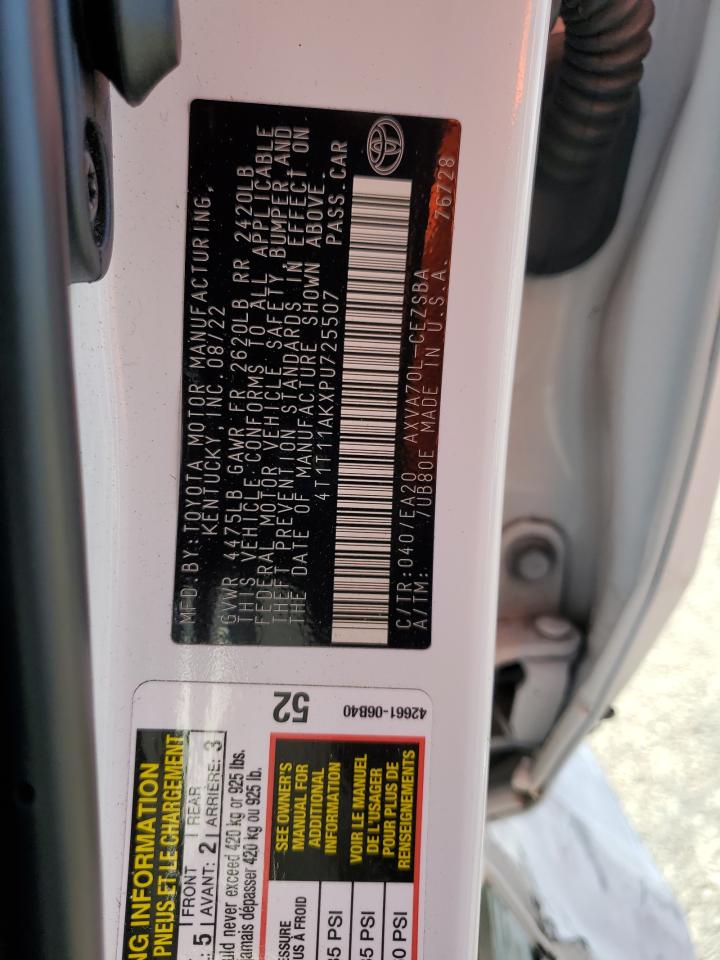 MFD.BY:TOYOTA MOTOR MANUFACTURING,
KENTUCKY,INC. 08/22
GVWR 4475LB GAWR FR 2620LB RR 2420LB
THIS VEHICLE CONFORMS TO ALL APPLICABLE
FEDERAL MOTOR VEHICLE SAFETY,BUMPER,AND
THEFT PREVENTION STANDARDS IN EFFECT ON
THE DATE OF MANUFACTURE SHOWN ABOVE.
4T1T11AKXPU725507 PASS.CAR
C/TR:040/EA20 AXVA70L-CEZSBA
A/TM: /UB80E MADE IN U.S.A. 76728
NG INFORMATION
PNEUS ET LE CHARGEMENT
FRONT REAR
: 5 AVANT: 2 ARRIÈRE: 3
uld never exceed 420 kg or 925 lbs.
jamais dépasser 420 kg ou 925 lb.
52
42661-06B40
SEE OWNER'S
MANUAL FOR
ADDITIONAL
INFORMATION
VOIR LE MANUEL
DE L'USAGER
POUR PLUS DE
RENSEIGNEMENTS
ESSURE
US À FROID
35 PSI
35 PSI
0 PSI